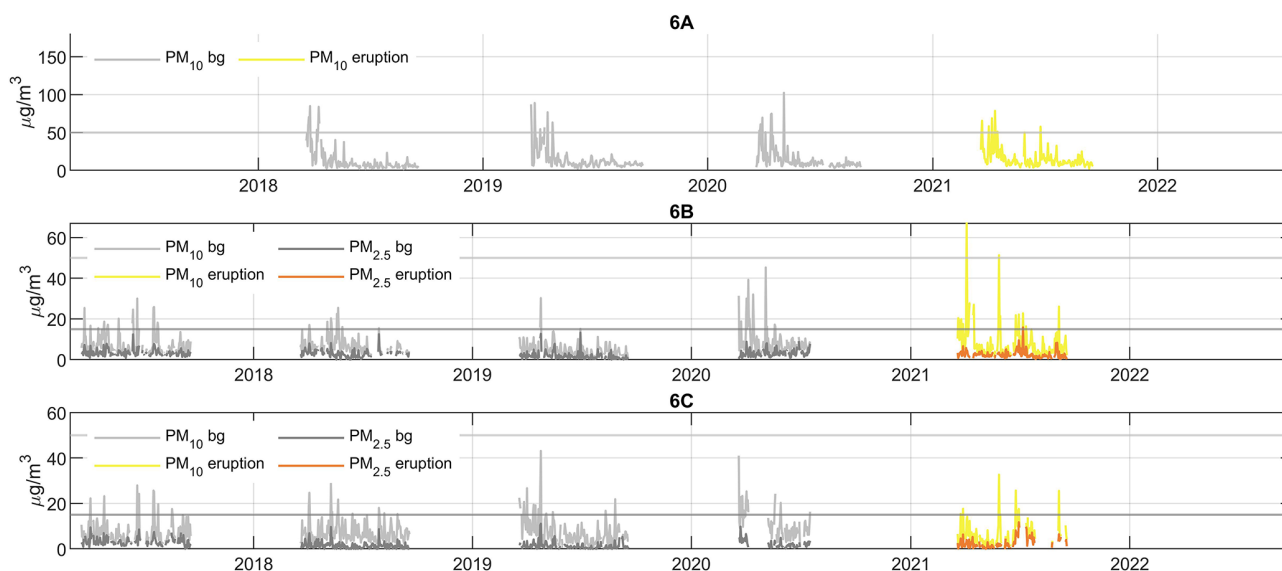 6A
PM10 bg PM10 eruption
μg/m3
150
100
50
0
2018 2019 2020 2021 2022
6B
PM10 bg PM2.5 bg
PM10 eruption PM2.5 eruption
μg/m3
60
40
20
0
2018 2019 2020 2021 2022
6C
PM10 bg PM2.5 bg
PM10 eruption PM2.5 eruption
μg/m3
60
40
20
0
2018 2019 2020 2021 2022